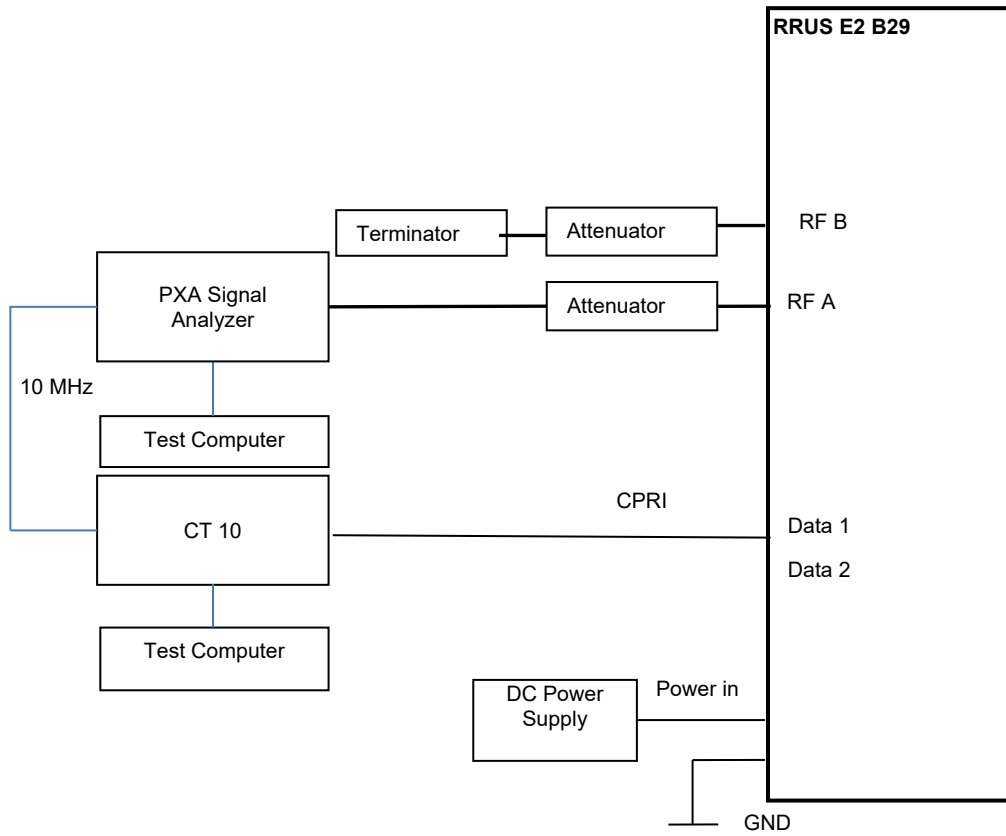 RRUS E2 B29
RF B
Terminator
Attenuator
PXA Signal
Analyzer
Attenuator
RF A
10 MHz
Test Computer
CPRI
CT 10
Data 1
Data 2
Test Computer
DC Power
Supply
Power in
GND